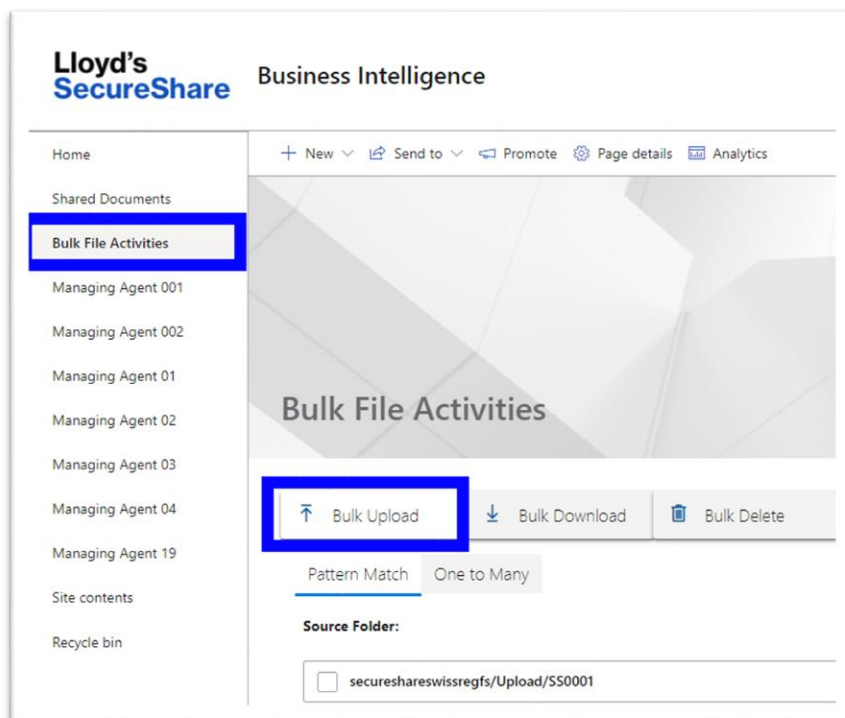 Lloyd's
SecureShare
Business Intelligence
Home
Shared Documents
Bulk File Activities
Managing Agent 001
Managing Agent 002
Managing Agent 01
Managing Agent 02
Managing Agent 03
Managing Agent 04
Managing Agent 19
Site contents
Recycle bin
New Send to Promote Page details Analytics
Bulk File Activities
Bulk Upload Bulk Download Bulk Delete
Pattern Match One to Many
Source Folder:
secureshareswissregfs/Upload/SS0001